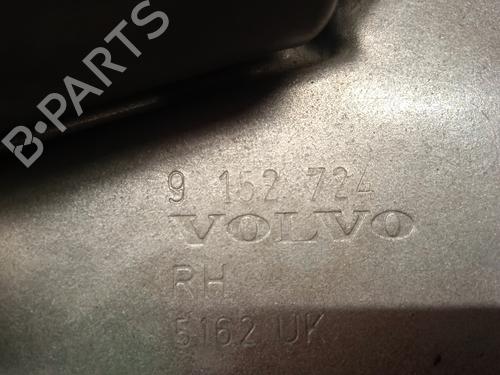 B-PARTS
9 152 724
VOLVO
RH
5162 UK